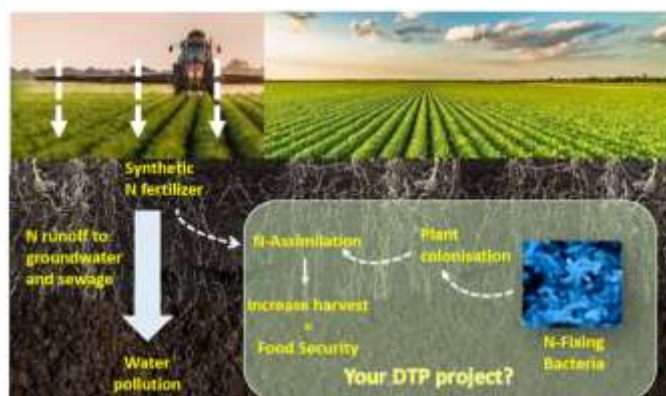 Synthetic
N fertilizer
N runoff to
groundwater
and sewage
Water
pollution
N-Assimilation
Increase harvest
=
Food Security
Plant
colonisation
N-Fixing
Bacteria
Your DTP project?